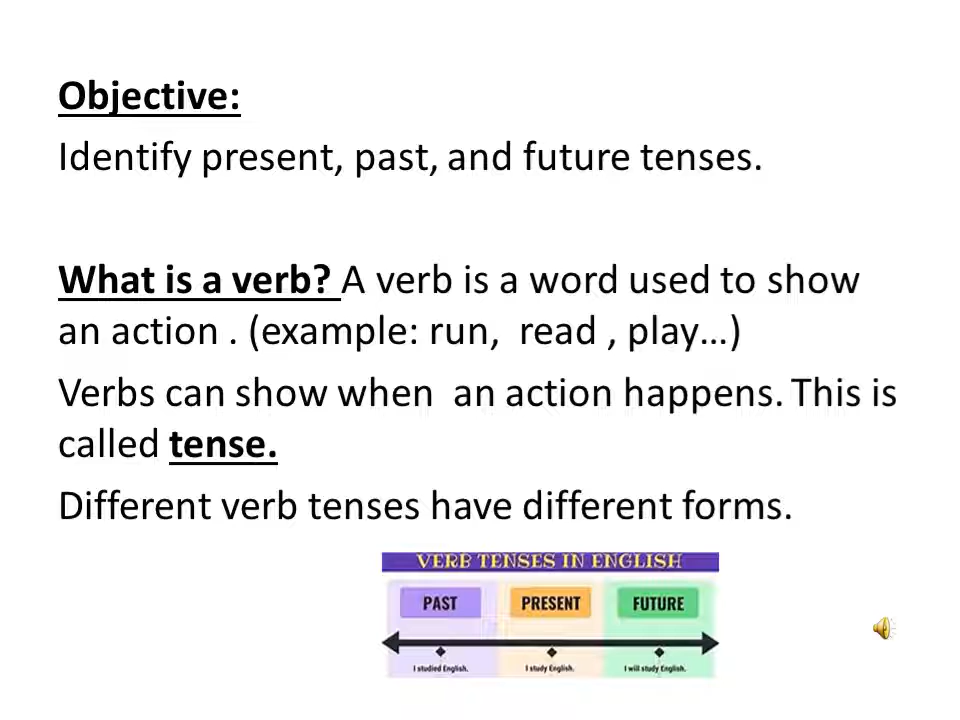 Objective:
Identify present, past, and future tenses.
What is a verb? A verb is a word used to show
an action . (example: run,  read , play…)
Verbs can show when  an action happens. This is
called tense.
Different verb tenses have different forms.
VERB TENSES IN ENGLISH
PAST PRESENT FUTURE
I studied English. I study English. I will study English.